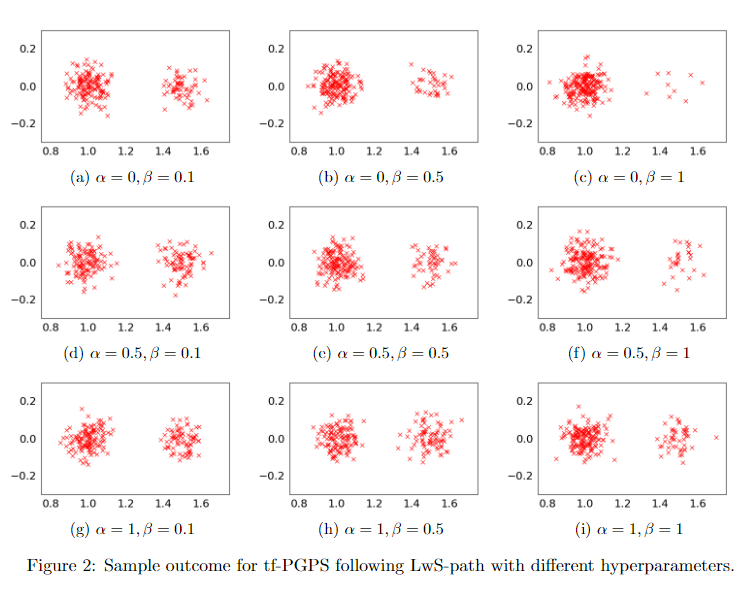 0.2 0.2 0.2
0.0 0.0 0.0
−0.2 −0.2 −0.2
0.8 1.0 1.2 1.4 1.6 0.8 1.0 1.2 1.4 1.6 0.8 1.0 1.2 1.4 1.6
(a) α = 0, β = 0.1 (b) α = 0, β = 0.5 (c) α = 0, β = 1
0.2 0.2 0.2
0.0 0.0 0.0
−0.2 −0.2 −0.2
0.8 1.0 1.2 1.4 1.6 0.8 1.0 1.2 1.4 1.6 0.8 1.0 1.2 1.4 1.6
(d) α = 0.5, β = 0.1 (e) α = 0.5, β = 0.5 (f) α = 0.5, β = 1
0.2 0.2 0.2
0.0 0.0 0.0
−0.2 −0.2 −0.2
0.8 1.0 1.2 1.4 1.6 0.8 1.0 1.2 1.4 1.6 0.8 1.0 1.2 1.4 1.6
(g) α = 1, β = 0.1 (h) α = 1, β = 0.5 (i) α = 1, β = 1
Figure 2: Sample outcome for tf-PGPS following LwS-path with different hyperparameters.